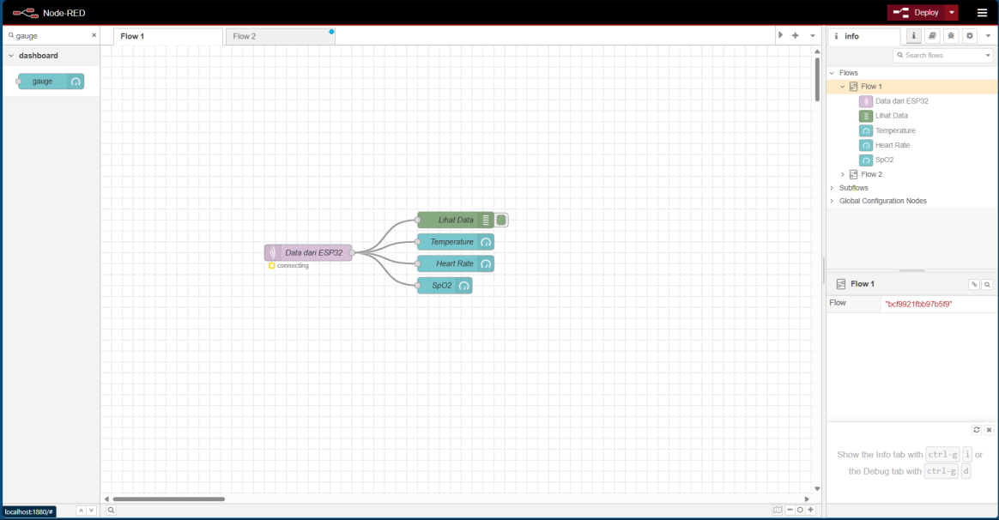 Node-RED
Deploy
gauge
Flow 1
Flow 2
info
dashboard
Search flows
gauge
Flows
Flow 1
Data dari ESP32
Lihat Data
Temperature
Heart Rate
SpO2
Flow 2
Subflows
Global Configuration Nodes
Lihat Data
Temperature
Data dari ESP32
connecting
Heart Rate
SpO2
Flow 1
Flow "bcf9921fbb97b5f9"
Show the Info tab with ctrl-g i or
the Debug tab with ctrl-g d
localhost:1880/#